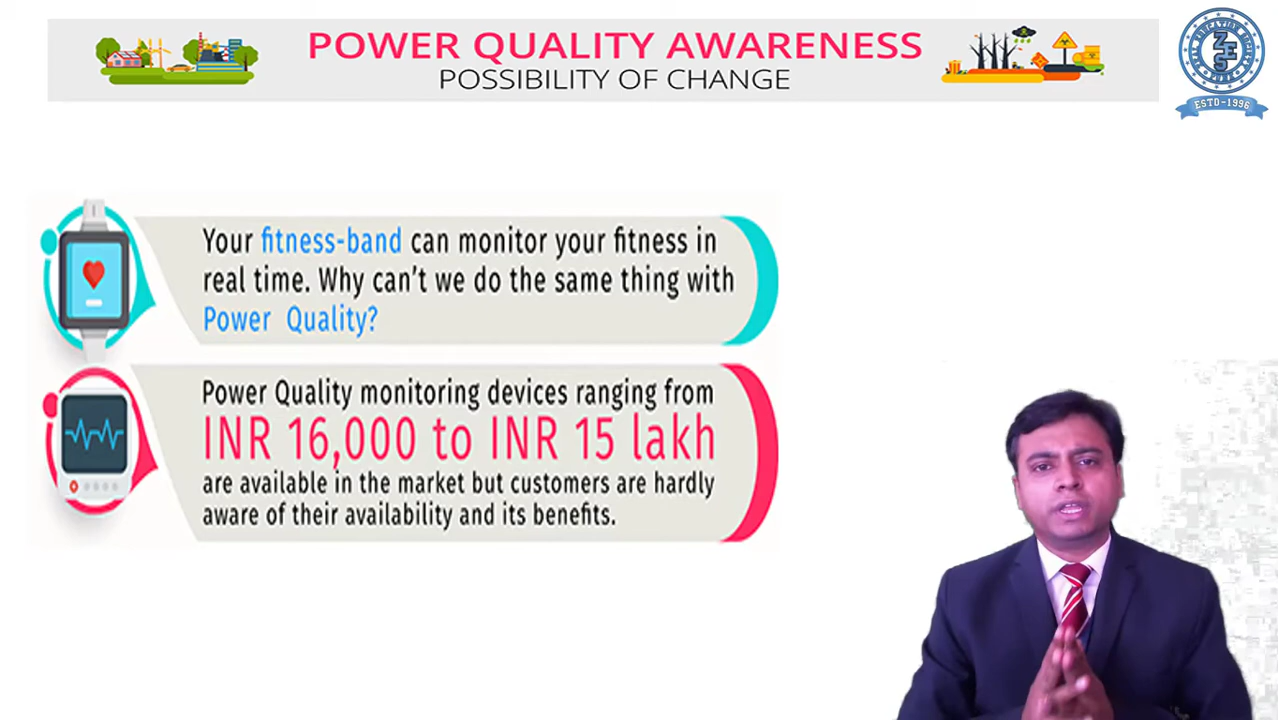 POWER QUALITY AWARENESS
POSSIBILITY OF CHANGE
ZES
ESTD-1996
Your fitness-band can monitor your fitness in
real time. Why can't we do the same thing with
Power Quality?
Power Quality monitoring devices ranging from
INR 16,000 to INR 15 lakh
are available in the market but customers are hardly
aware of their availability and its benefits.